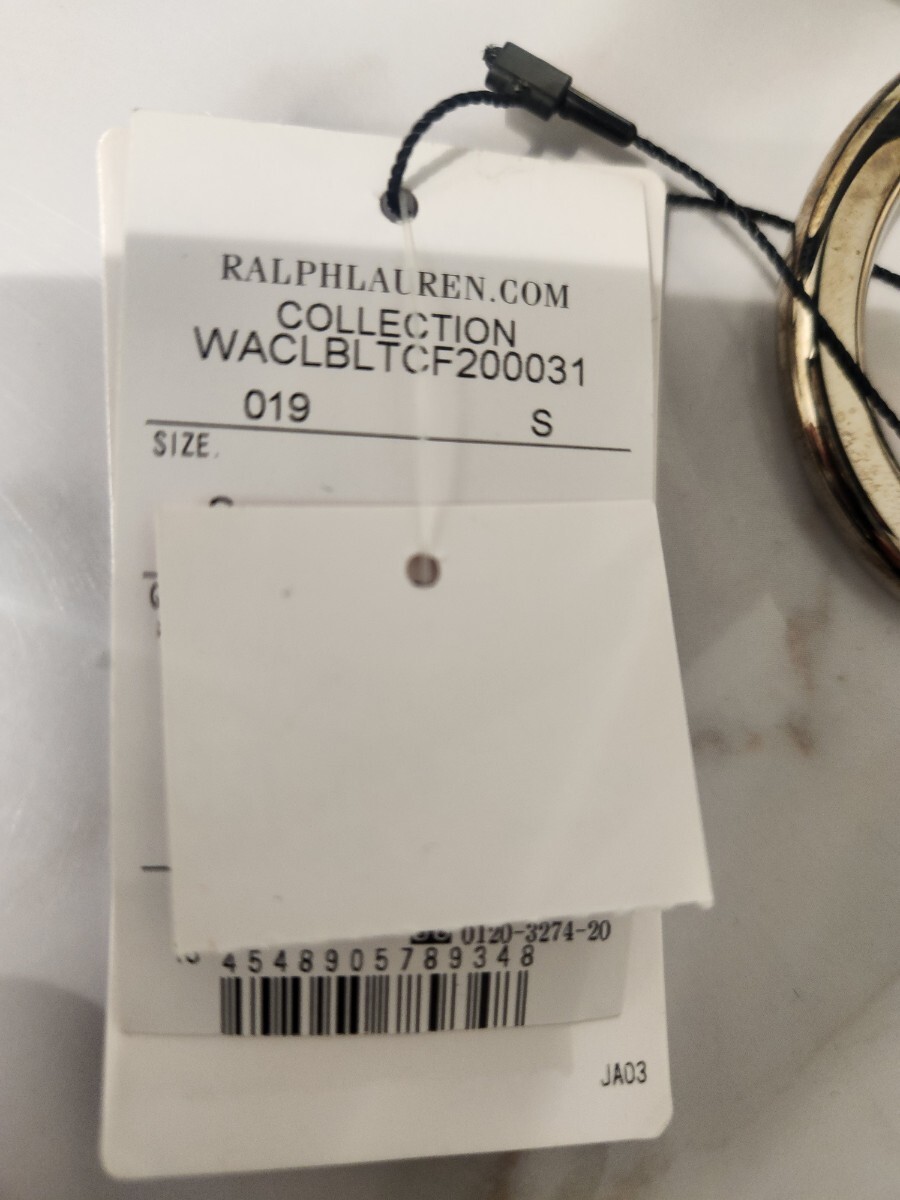 RALPHLAUREN.COM
COLLECTION
WACLBLTCF200031
019 S
SIZE.
0120-3274-20
4548905789348
JA03